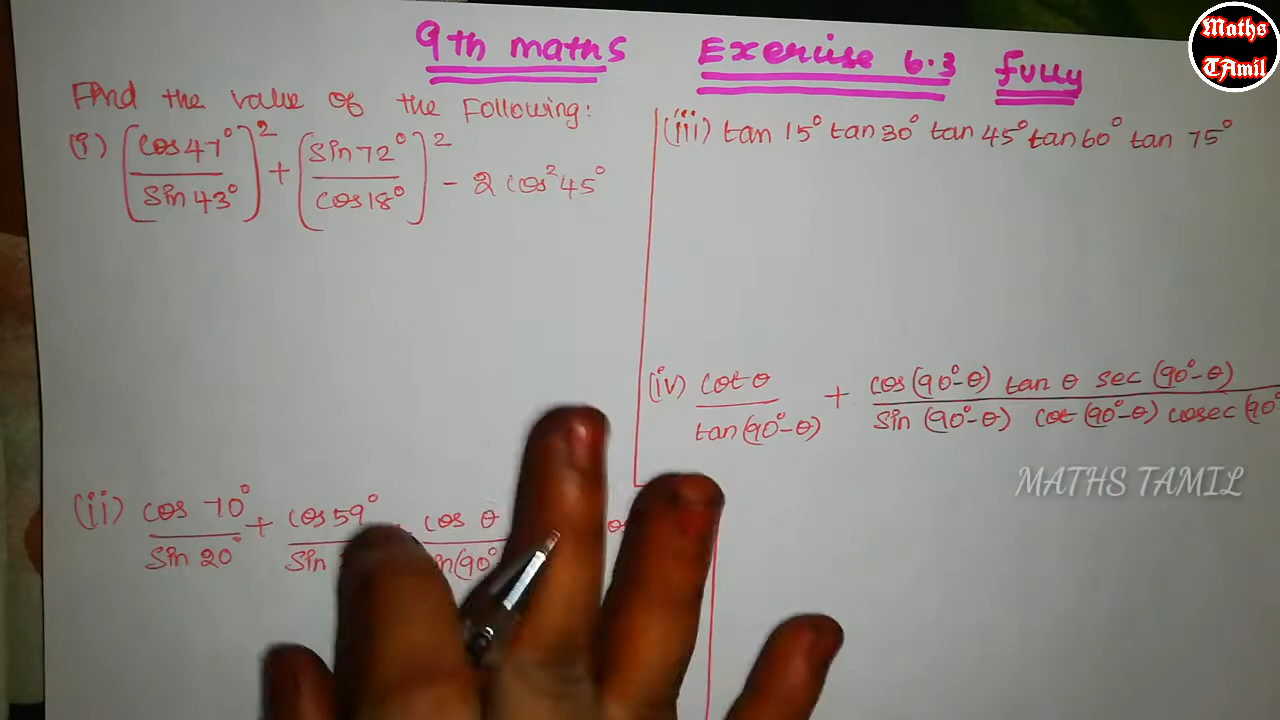 9th maths Exercise 6.3 fully
Maths
TAmil
Find the value of the Following:
(i) (cos 47°/sin 43°)² + (sin 72°/cos 18°)² - 2 cos² 45°
(ii) cos 70°/sin 20° + cos 59°/sin cos θ/(90°
(iii) tan 15° tan 30° tan 45° tan 60° tan 75°
(iv) cot θ/tan (90°-θ) + cos (90°-θ) tan θ sec (90°-θ)/sin (90°-θ) cot (90°-θ) cosec (90°
MATHS TAMIL